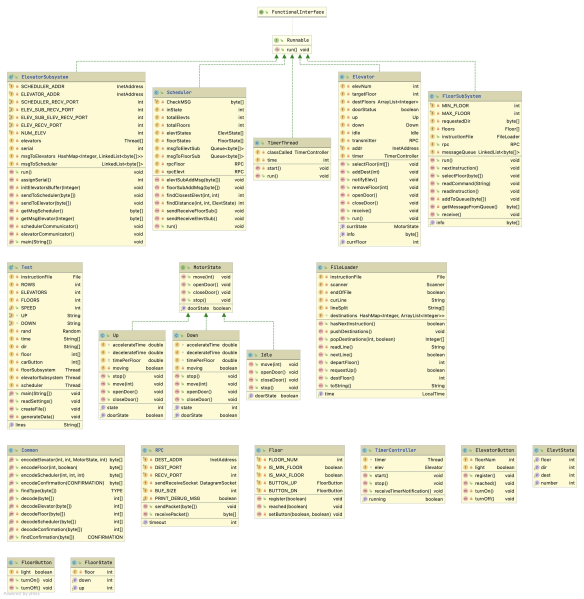 FunctionalInterface
Runnable
run() void
ElevatorSubsystem
SCHEDULER_ADDR InetAddress
ELEVATOR_ADDR InetAddress
SCHEDULER_RECV_PORT int
ELEV_SUB_RECV_PORT int
ELEV_SUB_ELEV_RECV_PORT int
ELEV_RECV_PORT int
NUM_ELEV int
elevators Thread[]
serial int
msgToElevators HashMap<Integer, LinkedList<byte[]>>
msgToScheduler LinkedList<byte[]>
run() void
getSerial() int
initElevatorsBuffer(Integer) void
sendToScheduler(byte[]) void
sendToElevator(byte[]) void
getMsgScheduler() byte[]
getMsgElevator(Integer) byte[]
schedulerCommunicator() void
elevatorCommunicator() void
main(String[]) void
Scheduler
CheckMSG byte[]
inState int
totalElevts int
totalFloors int
elevtStates ElevtState[]
floorStates FloorState[]
msgToElevtSub Queue<byte[]>
msgToFloorSub Queue<byte[]>
rpcFloor RPC
rpcElevt RPC
elevtSubAddMsg(byte[]) void
floorSubAddMsg(byte[]) void
findClosestElevt(int, int) int
findDistance(int, int, ElevtState) int
sendReceiveFloorSub() void
sendReceiveElevtSub() void
run() void
TimerThread
classCalled TimerController
time int
start() void
run() void
Elevator
elevNum int
targetFloor int
destFloors ArrayList<Integer>
doorStatus boolean
up Up
down Down
idle Idle
transmitter RPC
addr InetAddress
timer TimerController
selectFloor(int[]) void
addDest(int) void
notifyElev() void
removeFloor(int) void
openDoor() void
closeDoor() void
receive() void
run() void
currState MotorState
info byte[]
currFloor int
FloorSubSystem
MIN_FLOOR int
MAX_FLOOR int
requestedDir byte[]
floors Floor[]
instructionFile FileLoader
rpc RPC
messageQueue LinkedList<byte[]>
run() void
nextInstruction() void
selectFloor(byte[]) void
readCommand(String) void
readInstruction() void
addToQueue(byte[]) void
getMessageFromQueue() void
receive() void
info byte[]
Test
instructionFile File
ROWS int
ELEVATORS int
FLOORS int
SPEED int
UP String
DOWN String
rand Random
time String[]
dir String[]
floor int[]
carButton int[]
floorSubsystem Thread
elevatorSubsystem Thread
scheduler Thread
main(String[]) void
readSettings() void
createFile() void
generateData() void
lines String[]
MotorState
move(int) void
openDoor() void
closeDoor() void
stop() void
doorState boolean
Up
accelerateTime double
decelerateTime double
timePerFloor double
moving boolean
stop() void
move(int) void
openDoor() void
closeDoor() void
state int
doorState boolean
Down
accelerateTime double
decelerateTime double
timePerFloor double
moving boolean
stop() void
move(int) void
openDoor() void
closeDoor() void
state int
doorState boolean
Idle
move(int) void
openDoor() void
closeDoor() void
stop() void
doorState boolean
FileLoader
instructionFile File
scanner Scanner
endOfFile boolean
curLine String
lineSplit String[]
destinations HashMap<Integer, ArrayList<Integer>>
hasNextInstruction() boolean
pushDestinations() void
popDestinations(int, boolean) Integer[]
readLine() String
nextLine() boolean
departFloor() int
requestUp() boolean
destFloor() int
toString() String
time LocalTime
Common
encodeElevator(int, int, MotorState, int) byte[]
encodeFloor(int, boolean) byte[]
encodeScheduler(int, int, int) byte[]
encodeConfirmation(CONFIRMATION) byte[]
findType(byte[]) TYPE
decode(byte[]) int[]
decodeElevator(byte[]) int[]
decodeFloor(byte[]) int[]
decodeScheduler(byte[]) int[]
decodeConfirmation(byte[]) int[]
findConfirmation(byte[]) CONFIRMATION
RPC
DEST_ADDR InetAddress
DEST_PORT int
RECV_PORT int
sendReceiveSocket DatagramSocket
BUF_SIZE int
PRINT_DEBUG_MSG boolean
sendPacket(byte[]) void
receivePacket() byte[]
timeout int
Floor
FLOOR_NUM int
IS_MIN_FLOOR boolean
IS_MAX_FLOOR boolean
BUTTON_UP FloorButton
BUTTON_DN FloorButton
register(boolean) void
reached(boolean) void
setButton(boolean, boolean) void
TimerController
timer Thread
elev Elevator
start() void
stop() void
receiveTimerNotification() void
running boolean
ElevatorButton
floorNum int
light boolean
register() void
reached() void
turnOn() void
turnOff() void
ElevtState
floor int
dir int
dest int
number int
FloorButton
light boolean
turnOn() void
turnOff() void
FloorState
floor int
down int
up int
Powered by yFiles